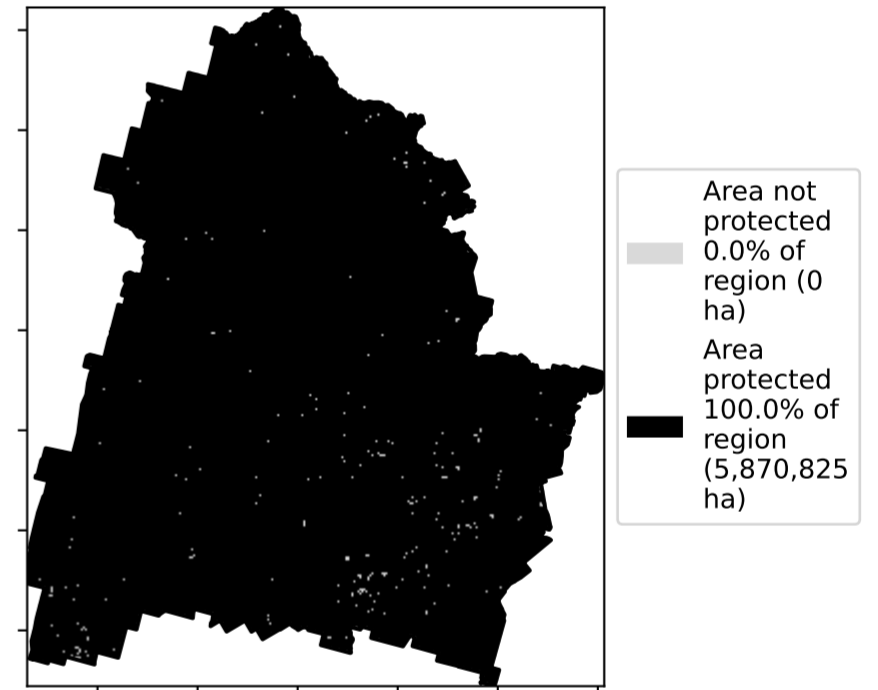 Area not
protected
0.0% of
region (0
ha)
Area
protected
100.0% of
region
(5,870,825
ha)